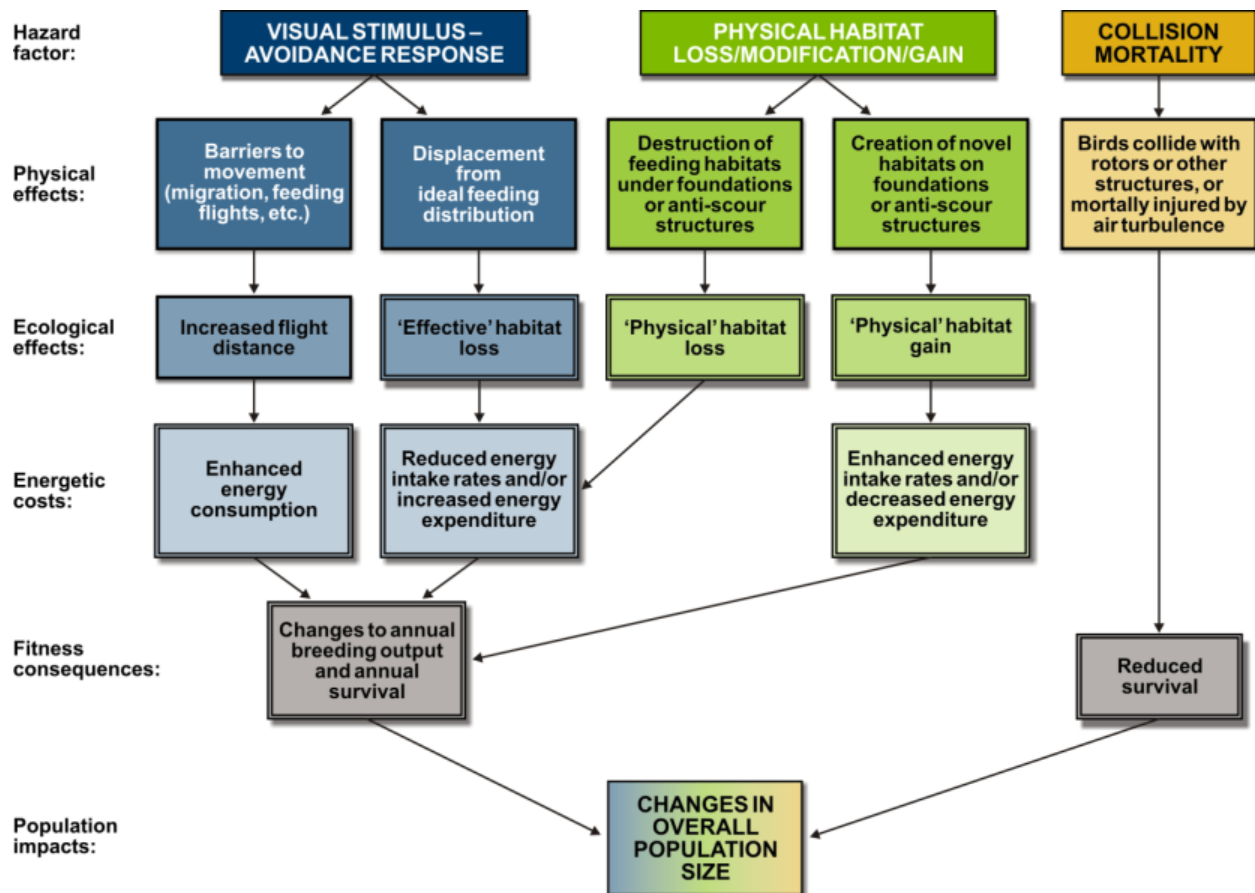 Hazard
factor:
VISUAL STIMULUS –
AVOIDANCE RESPONSE
PHYSICAL HABITAT
LOSS/MODIFICATION/GAIN
COLLISION
MORTALITY
Physical
effects:
Barriers to
movement
(migration, feeding
flights, etc.)
Displacement
from
ideal feeding
distribution
Destruction of
feeding habitats
under foundations
or anti-scour
structures
Creation of novel
habitats on
foundations
or anti-scour
structures
Birds collide with
rotors or other
structures, or
mortally injured by
air turbulence
Ecological
effects:
Increased flight
distance
‘Effective’ habitat
loss
‘Physical’ habitat
loss
‘Physical’ habitat
gain
Energetic
costs:
Enhanced
energy
consumption
Reduced energy
intake rates and/or
increased energy
expenditure
Enhanced energy
intake rates and/or
decreased energy
expenditure
Fitness
consequences:
Changes to annual
breeding output
and annual
survival
Reduced
survival
Population
impacts:
CHANGES IN
OVERALL
POPULATION
SIZE